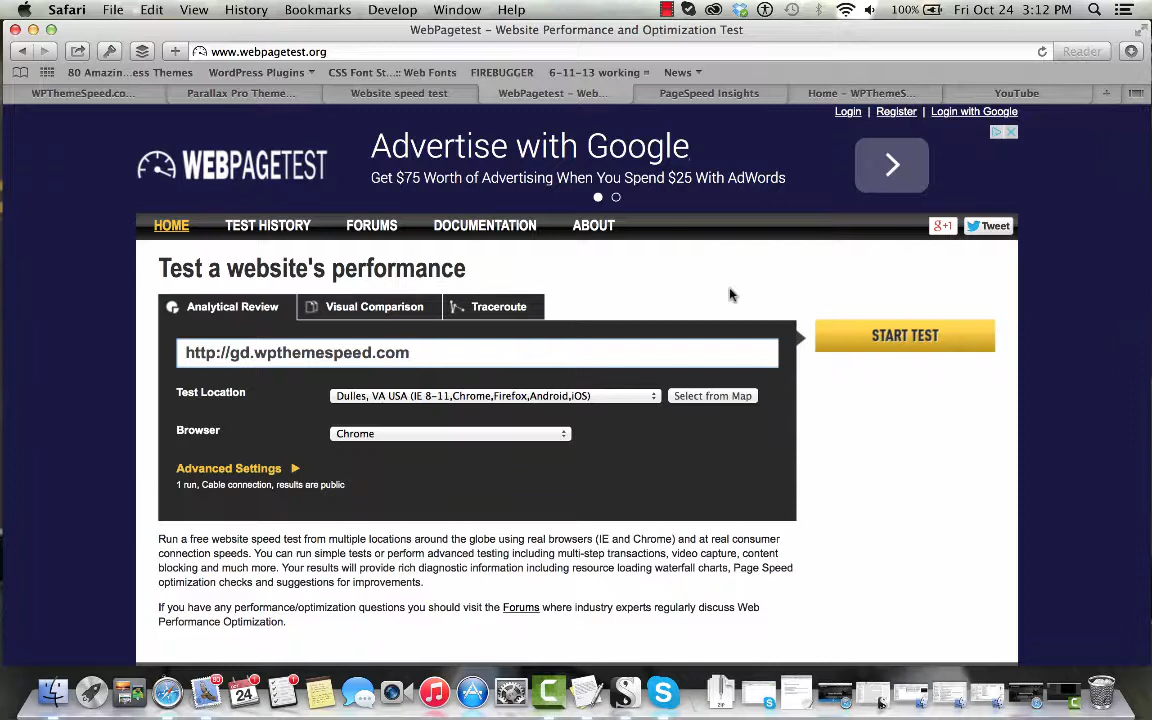 Safari File Edit View History Bookmarks Develop Window Help 100% Fri Oct 24 3:12 PM
WebPagetest – Website Performance and Optimization Test
www.webpagetest.org Reader
80 Amazin...ess Themes WordPress Plugins CSS Font St...:: Web Fonts FIREBUGGER 6-11-13 working = News
WPThemeSpeed.co... Parallax Pro Theme... Website speed test WebPagetest – Web... PageSpeed Insights Home – WPThemeS... YouTube
Login | Register | Login with Google
WEBPAGETEST
Advertise with Google
Get $75 Worth of Advertising When You Spend $25 With AdWords
HOME TEST HISTORY FORUMS DOCUMENTATION ABOUT g+1 Tweet
Test a website's performance
Analytical Review Visual Comparison Traceroute
START TEST
http://gd.wpthemespeed.com
Test Location Dulles, VA USA (IE 8-11,Chrome,Firefox,Android,iOS) Select from Map
Browser Chrome
Advanced Settings
1 run, Cable connection, results are public
Run a free website speed test from multiple locations around the globe using real browsers (IE and Chrome) and at real consumer
connection speeds. You can run simple tests or perform advanced testing including multi-step transactions, video capture, content
blocking and much more. Your results will provide rich diagnostic information including resource loading waterfall charts, Page Speed
optimization checks and suggestions for improvements.
If you have any performance/optimization questions you should visit the Forums where industry experts regularly discuss Web
Performance Optimization.